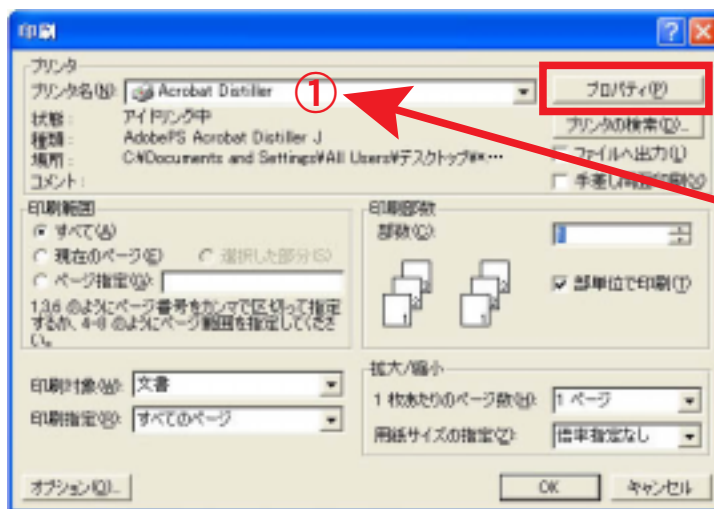 印刷
プリンタ
プリンタ名(N): Acrobat Distiller ① プロパティ(P)
状態: アイドリング中 プリンタの検索(D)...
種類: AdobePS Acrobat Distiller J
場所: C:¥Documents and Settings¥All Users¥デスクトップ¥*... ファイルへ出力(L)
コメント: 手差し両面印刷(X)
印刷範囲
すべて(A)
現在のページ(E) 選択した部分(S)
ページ指定(G):
1,3,6 のようにページ番号をカンマで区切って指定
するか、4-8 のようにページ範囲を指定してくださ
い。
印刷部数
部数(C): 1
部単位で印刷(T)
印刷対象(W): 文書
印刷指定(R): すべてのページ
拡大/縮小
1 枚あたりのページ数(H): 1 ページ
用紙サイズの指定(Z): 倍率指定なし
オプション(O)... OK キャンセル